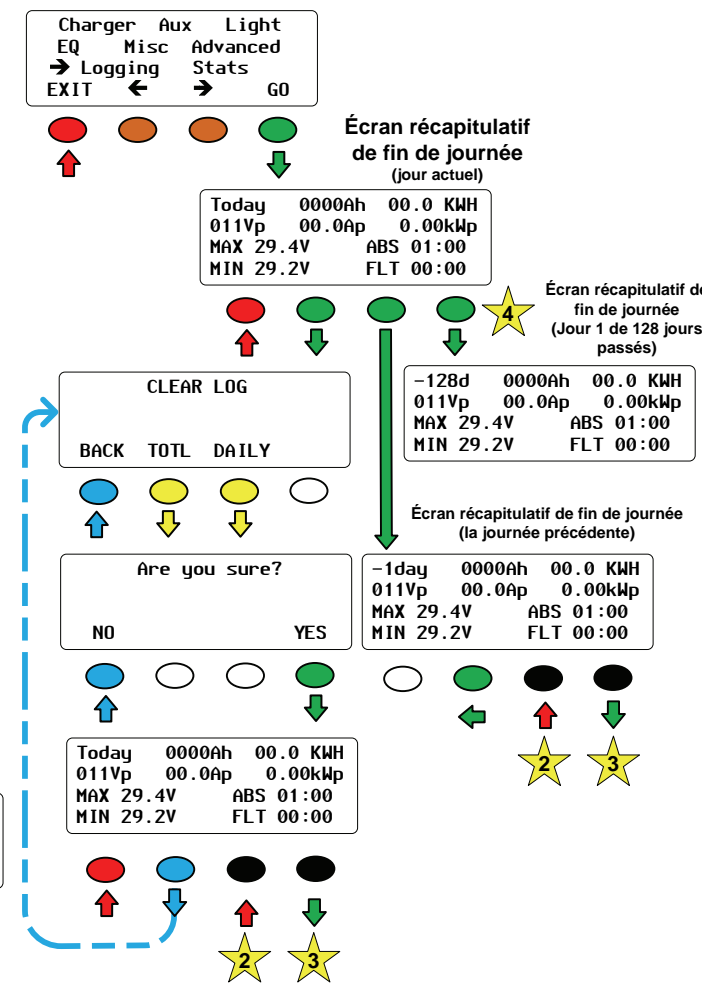 Charger Aux Light
EQ Misc Advanced
➔ Logging Stats
EXIT ← → GO
Écran récapitulatif
de fin de journée
(jour actuel)
Today 0000Ah 00.0 KWH
011Vp 00.0Ap 0.00kWp
MAX 29.4V ABS 01:00
MIN 29.2V FLT 00:00
4
Écran récapitulatif de
fin de journée
(Jour 1 de 128 jours
passés)
-128d 0000Ah 00.0 KWH
011Vp 00.0Ap 0.00kWp
MAX 29.4V ABS 01:00
MIN 29.2V FLT 00:00
CLEAR LOG
BACK TOTL DAILY
Écran récapitulatif de fin de journée
(la journée précédente)
Are you sure?
NO YES
-1day 0000Ah 00.0 KWH
011Vp 00.0Ap 0.00kWp
MAX 29.4V ABS 01:00
MIN 29.2V FLT 00:00
2 3
Today 0000Ah 00.0 KWH
011Vp 00.0Ap 0.00kWp
MAX 29.4V ABS 01:00
MIN 29.2V FLT 00:00
2 3